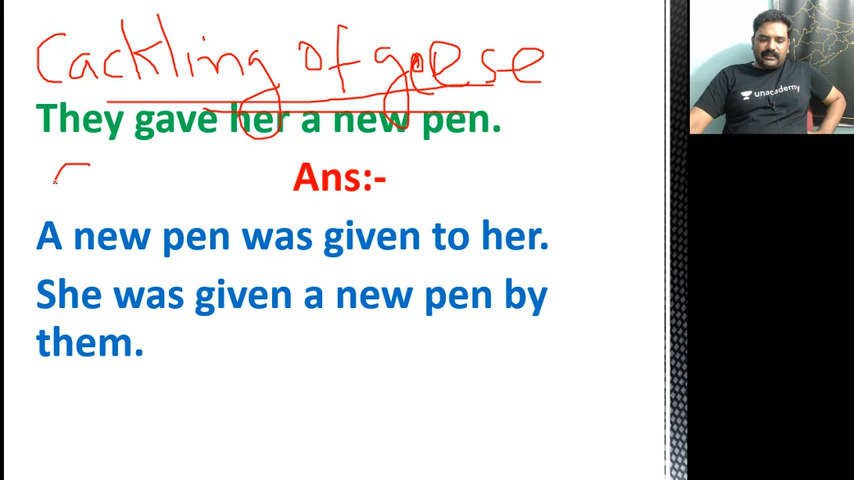 Cackling of geese
They gave her a new pen.
Ans:-
A new pen was given to her.
She was given a new pen by
them.
unacademy